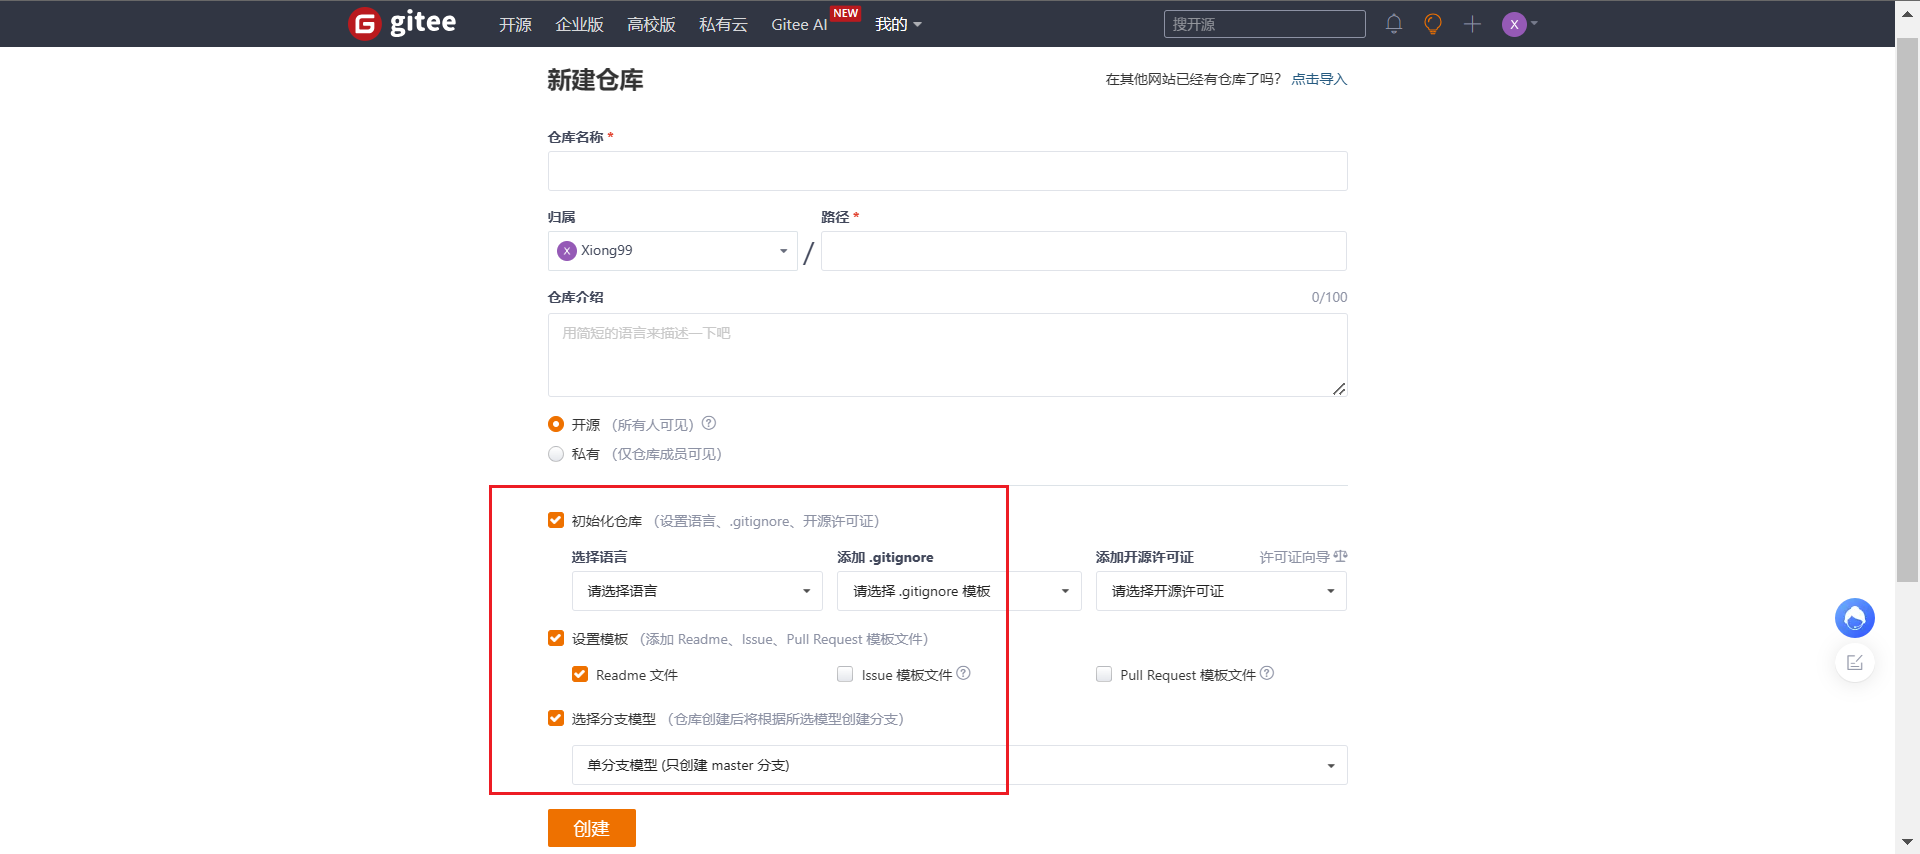 gitee 开源 企业版 高校版 私有云 Gitee AI NEW 我的 搜开源 X
新建仓库 在其他网站已经有仓库了吗？ 点击导入
仓库名称 *
归属 路径 *
X Xiong99 /
仓库介绍 0/100
用简短的语言来描述一下吧
开源 （所有人可见） ?
私有 （仅仓库成员可见）
初始化仓库 （设置语言、.gitignore、开源许可证）
选择语言 添加 .gitignore 添加开源许可证 许可证向导
请选择语言 请选择 .gitignore 模板 请选择开源许可证
设置模板 （添加 Readme、Issue、Pull Request 模板文件）
Readme 文件 Issue 模板文件 ? Pull Request 模板文件 ?
选择分支模型 （仓库创建后将根据所选模型创建分支）
单分支模型 (只创建 master 分支)
创建